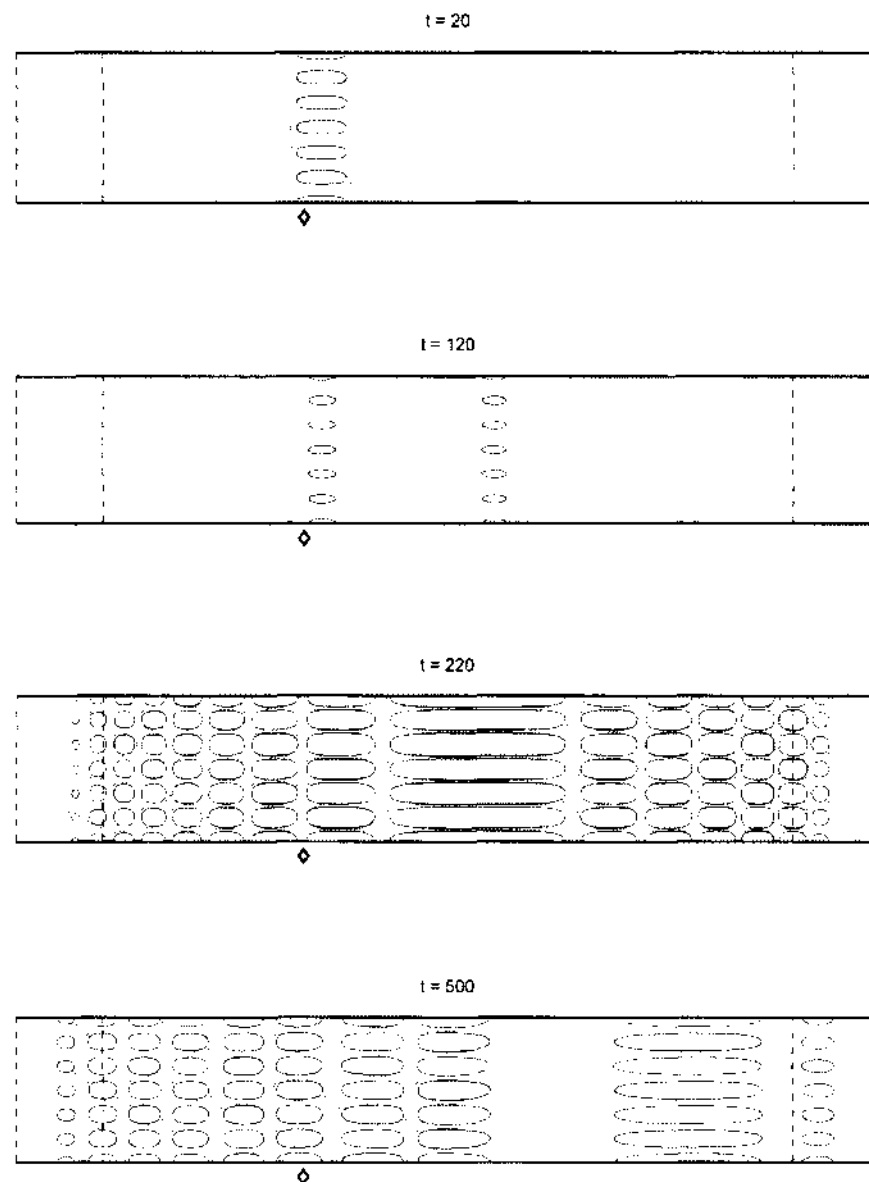 t = 20
t = 120
t = 220
t = 500